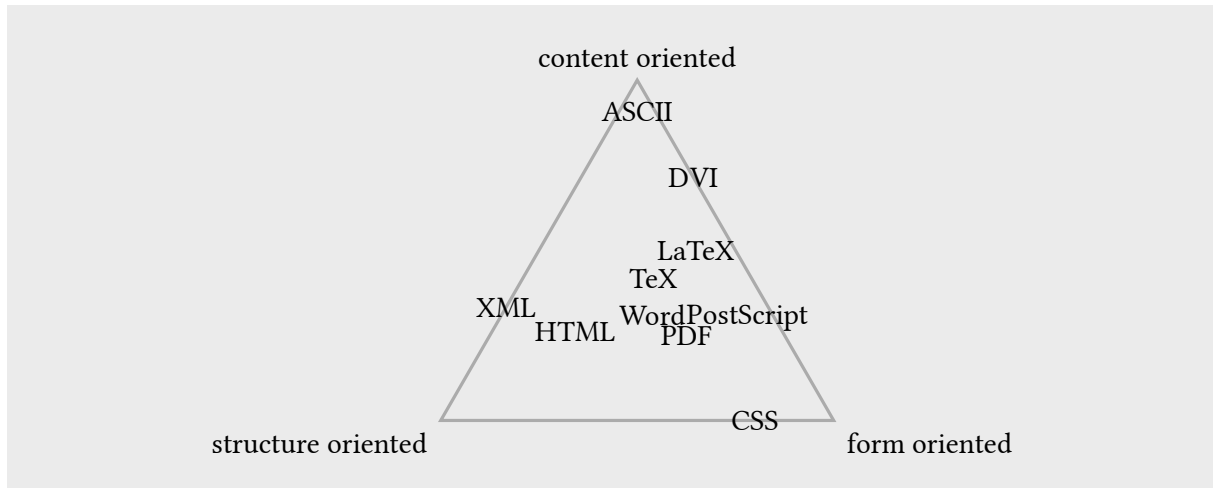 content oriented
ASCII
DVI
LaTeX
TeX
XML
WordPostScript
HTML
PDF
CSS
structure oriented
form oriented